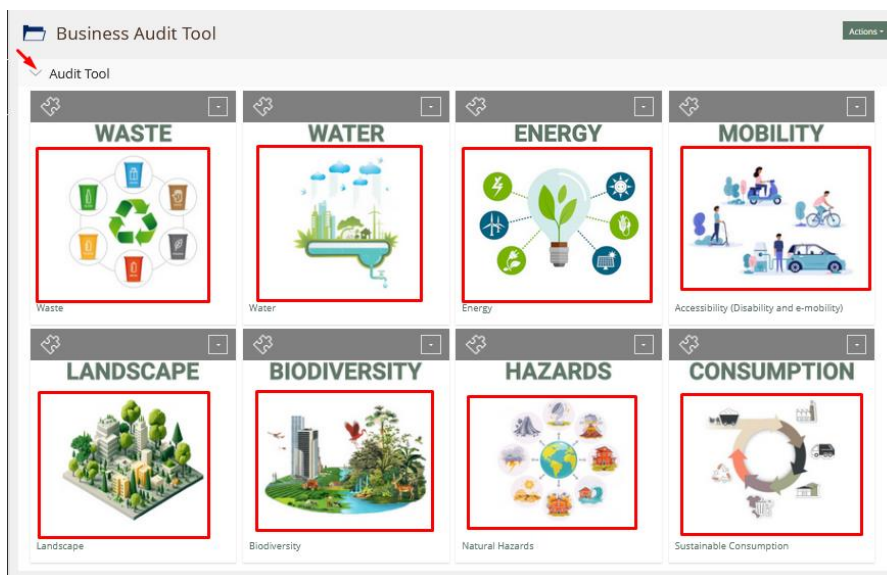 Business Audit Tool
Actions
Audit Tool
WASTE
WATER
ENERGY
MOBILITY
Waste
Water
Energy
Accessibility (Disability and e-mobility)
LANDSCAPE
BIODIVERSITY
HAZARDS
CONSUMPTION
Landscape
Biodiversity
Natural Hazards
Sustainable Consumption